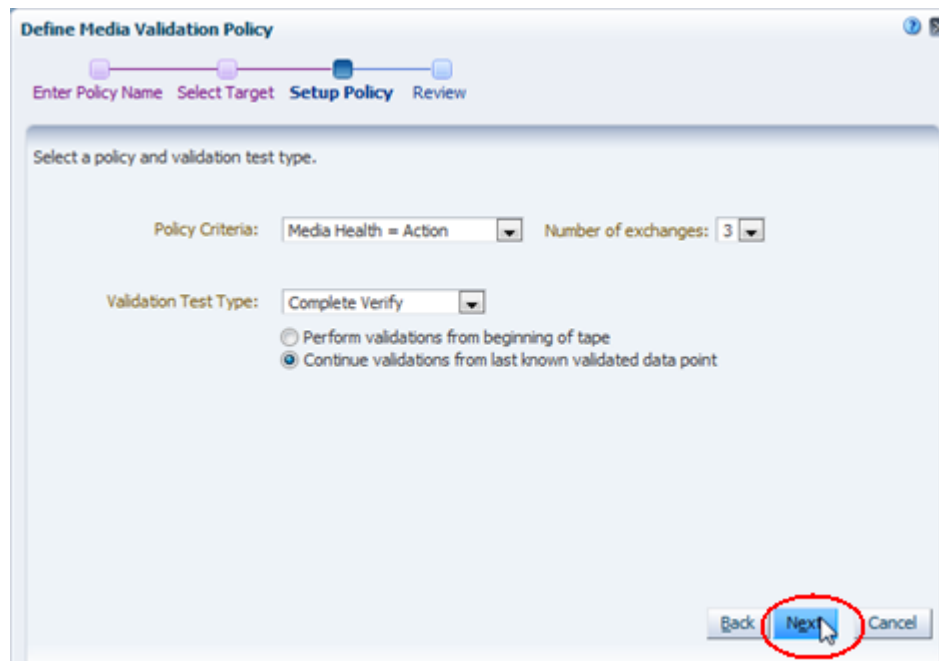 Define Media Validation Policy
Enter Policy Name Select Target Setup Policy Review
Select a policy and validation test type.
Policy Criteria: Media Health = Action Number of exchanges: 3
Validation Test Type: Complete Verify
Perform validations from beginning of tape
Continue validations from last known validated data point
Back Next Cancel